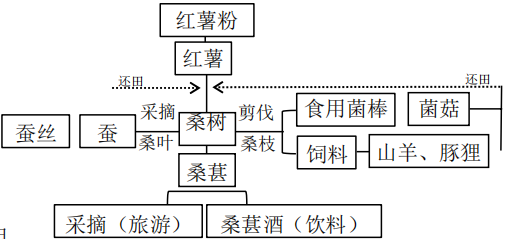 红薯粉
红薯
还田
还田
采摘
桑叶
蚕丝
蚕
桑树
剪伐
桑枝
食用菌棒
菌菇
饲料
山羊、豚狸
桑葚
采摘（旅游）
桑葚酒（饮料）